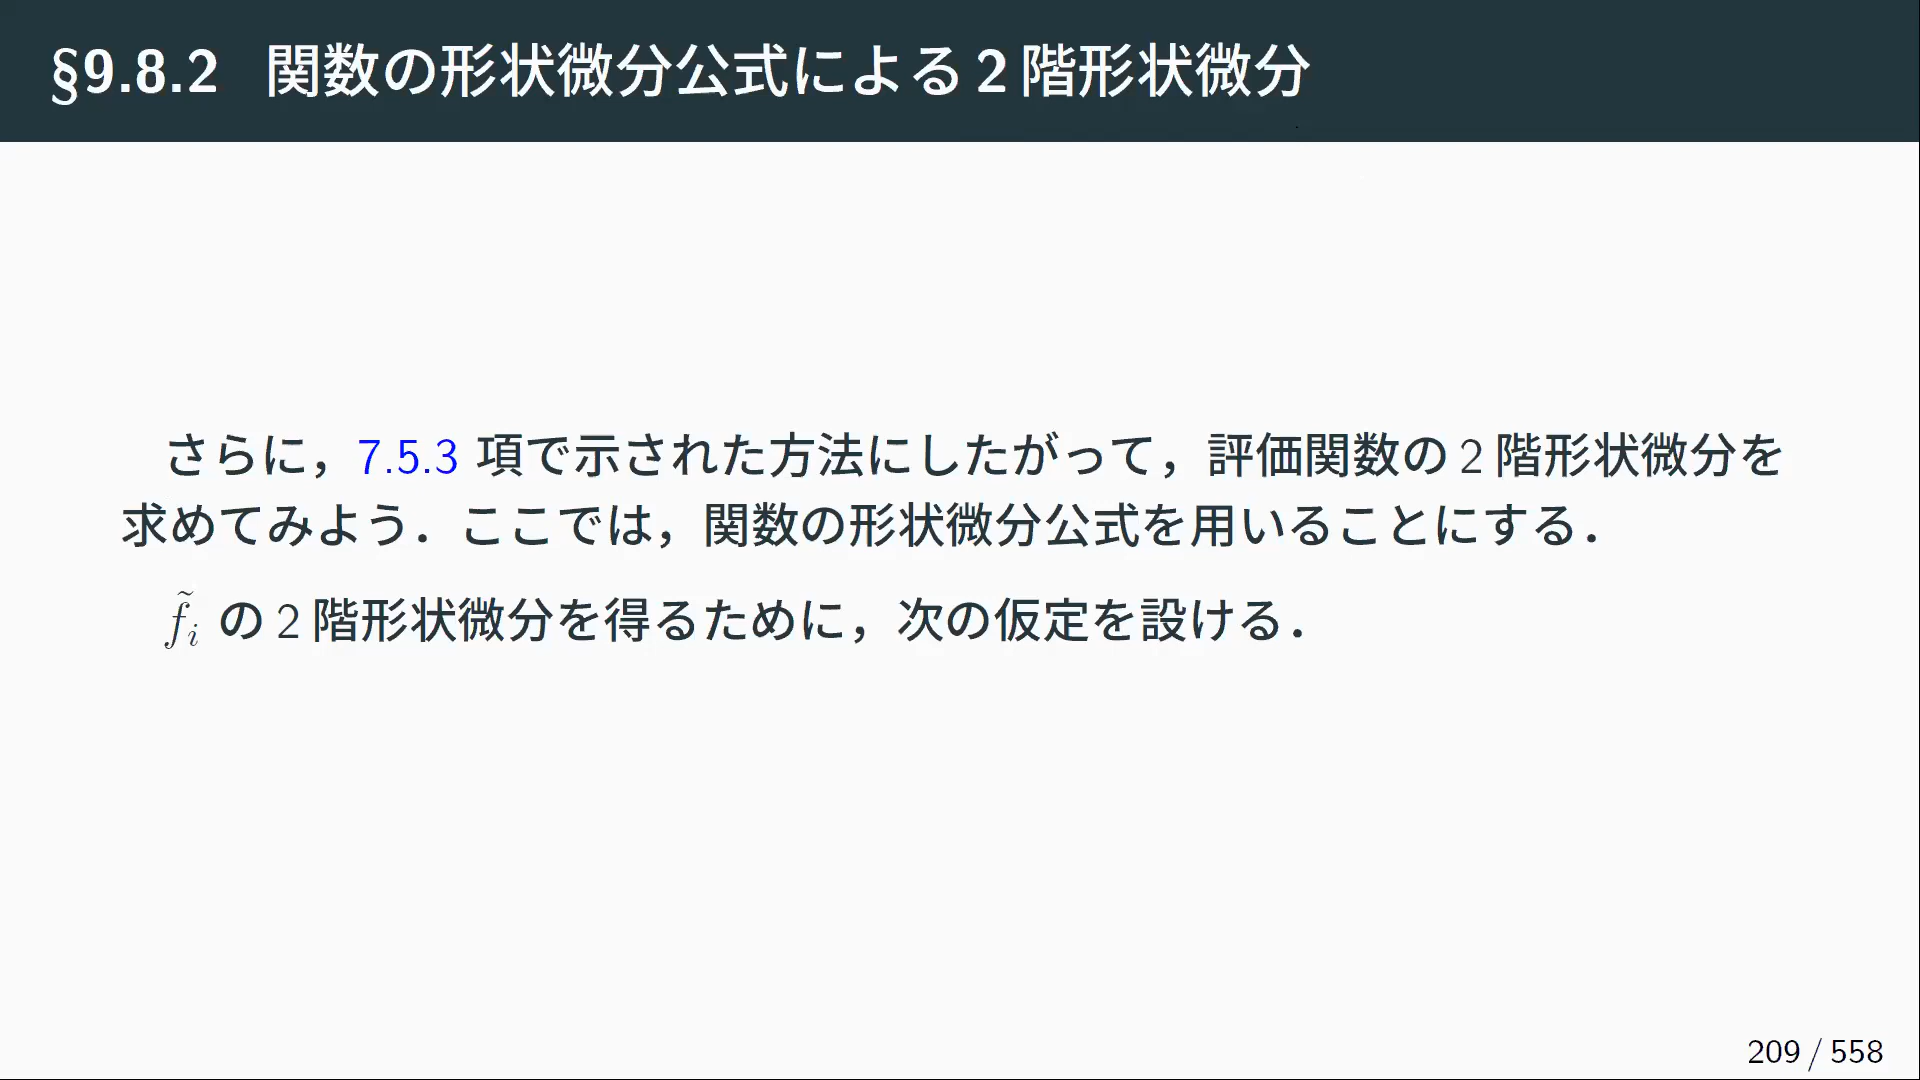 §9.8.2 関数の形状微分公式による 2 階形状微分
さらに，7.5.3 項で示された方法にしたがって，評価関数の 2 階形状微分を
求めてみよう．ここでは，関数の形状微分公式を用いることにする．
f̃ᵢ の 2 階形状微分を得るために，次の仮定を設ける．
209 / 558